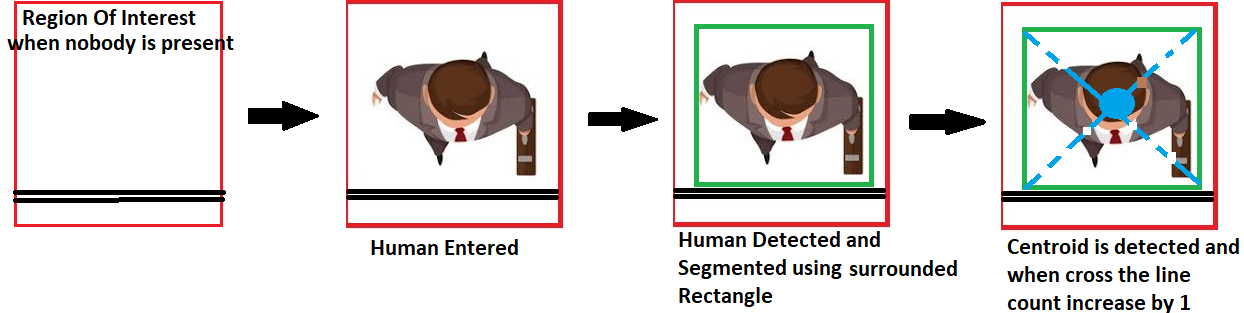 Region Of Interest
when nobody is present
Human Entered
Human Detected and
Segmented using surrounded
Rectangle
Centroid is detected and
when cross the line
count increase by 1